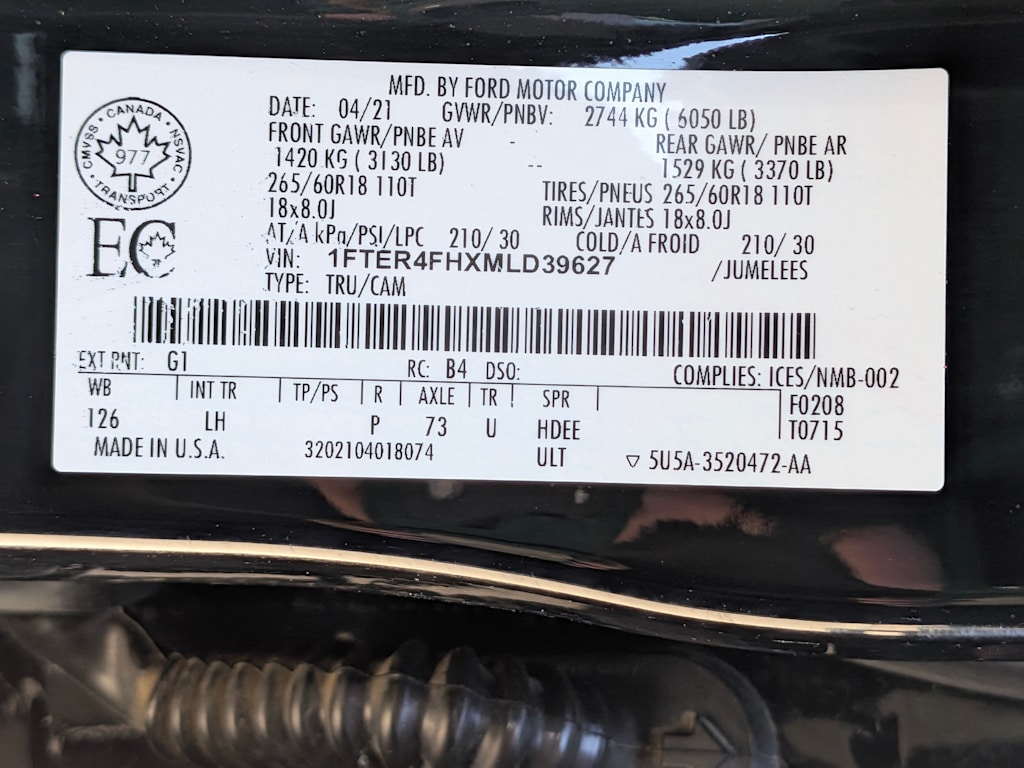 MFD. BY FORD MOTOR COMPANY
DATE: 04/21 GVWR/PNBV: 2744 KG ( 6050 LB)
FRONT GAWR/PNBE AV - REAR GAWR/ PNBE AR
1420 KG ( 3130 LB) -- 1529 KG ( 3370 LB)
265/60R18 110T TIRES/PNEUS 265/60R18 110T
18x8.0J RIMS/JANTES 18x8.0J
AT/A kPa/PSI/LPC 210/ 30 COLD/A FROID 210/ 30
VIN: 1FTER4FHXMLD39627 /JUMELEES
TYPE: TRU/CAM
CANADA
CMVSS 977 NSVAC
TRANSPORT
EC
EXT PNT: G1 RC: B4 DSO: COMPLIES: ICES/NMB-002
WB INT TR TP/PS R AXLE TR SPR F0208
126 LH P 73 U HDEE T0715
MADE IN U.S.A. 3202104018074 ULT ▽ 5U5A-3520472-AA